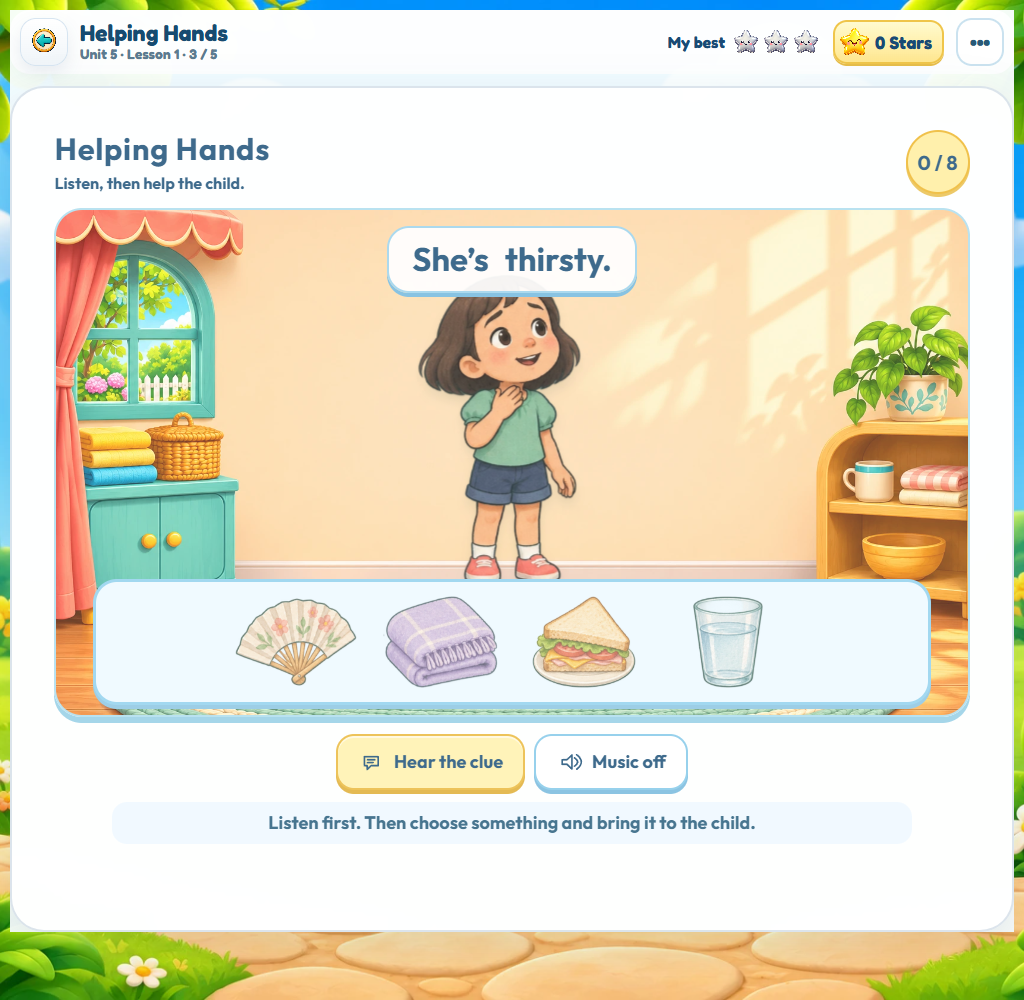 Helping Hands
Unit 5 · Lesson 1 · 3 / 5
My best
0 Stars
Helping Hands
Listen, then help the child.
0 / 8
She’s thirsty.
Hear the clue
Music off
Listen first. Then choose something and bring it to the child.